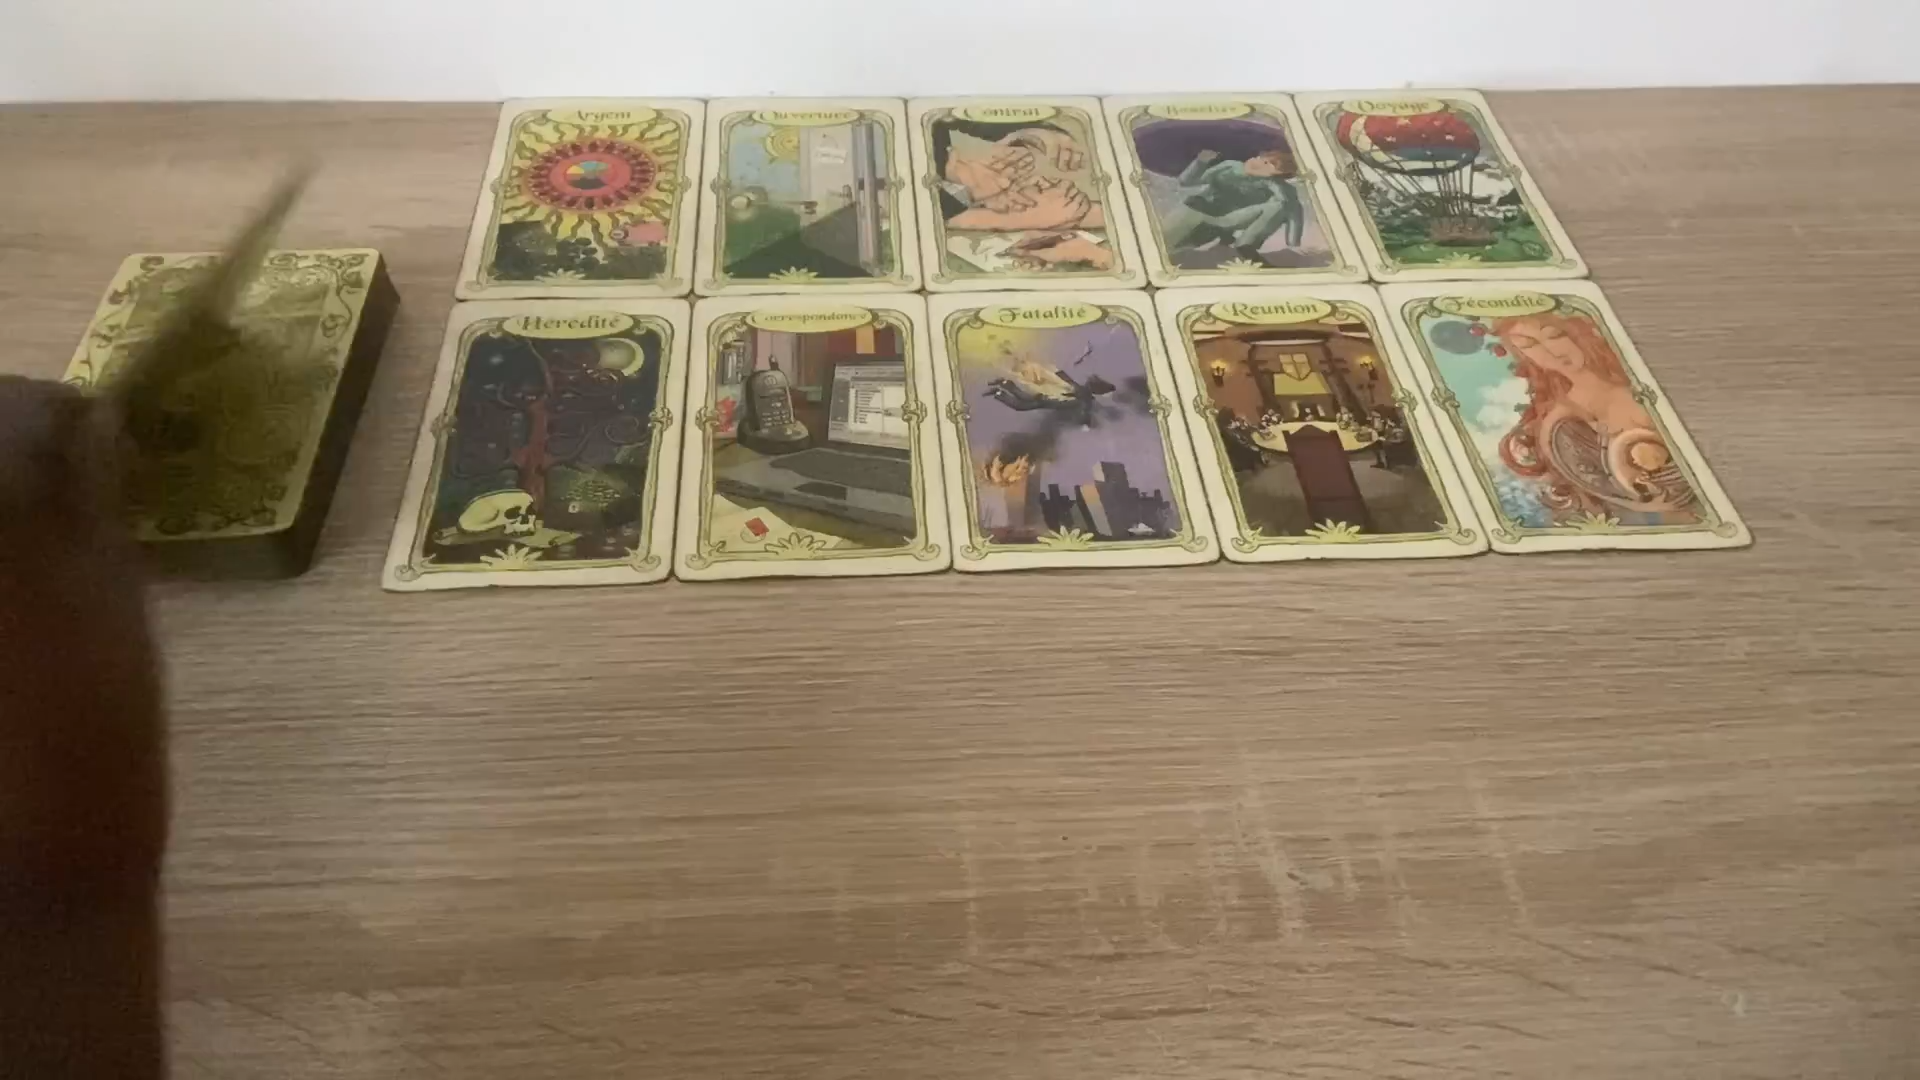 Argent
Ouverture
Contrat
Voyage
Hérédité
Correspondance
Fatalité
Reunion
Fécondité